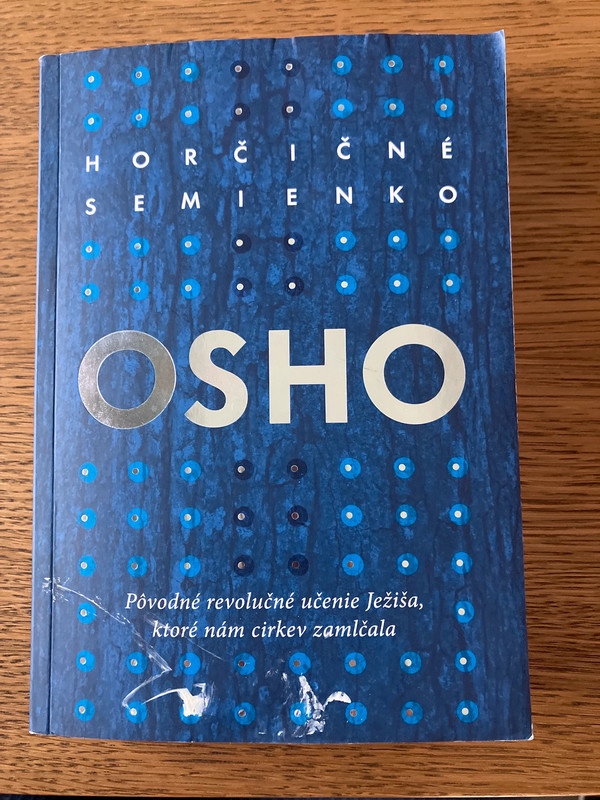 HORČIČNÉ
SEMIENKO
OSHO
Pôvodné revolučné učenie Ježiša,
ktoré nám cirkev zamlčala